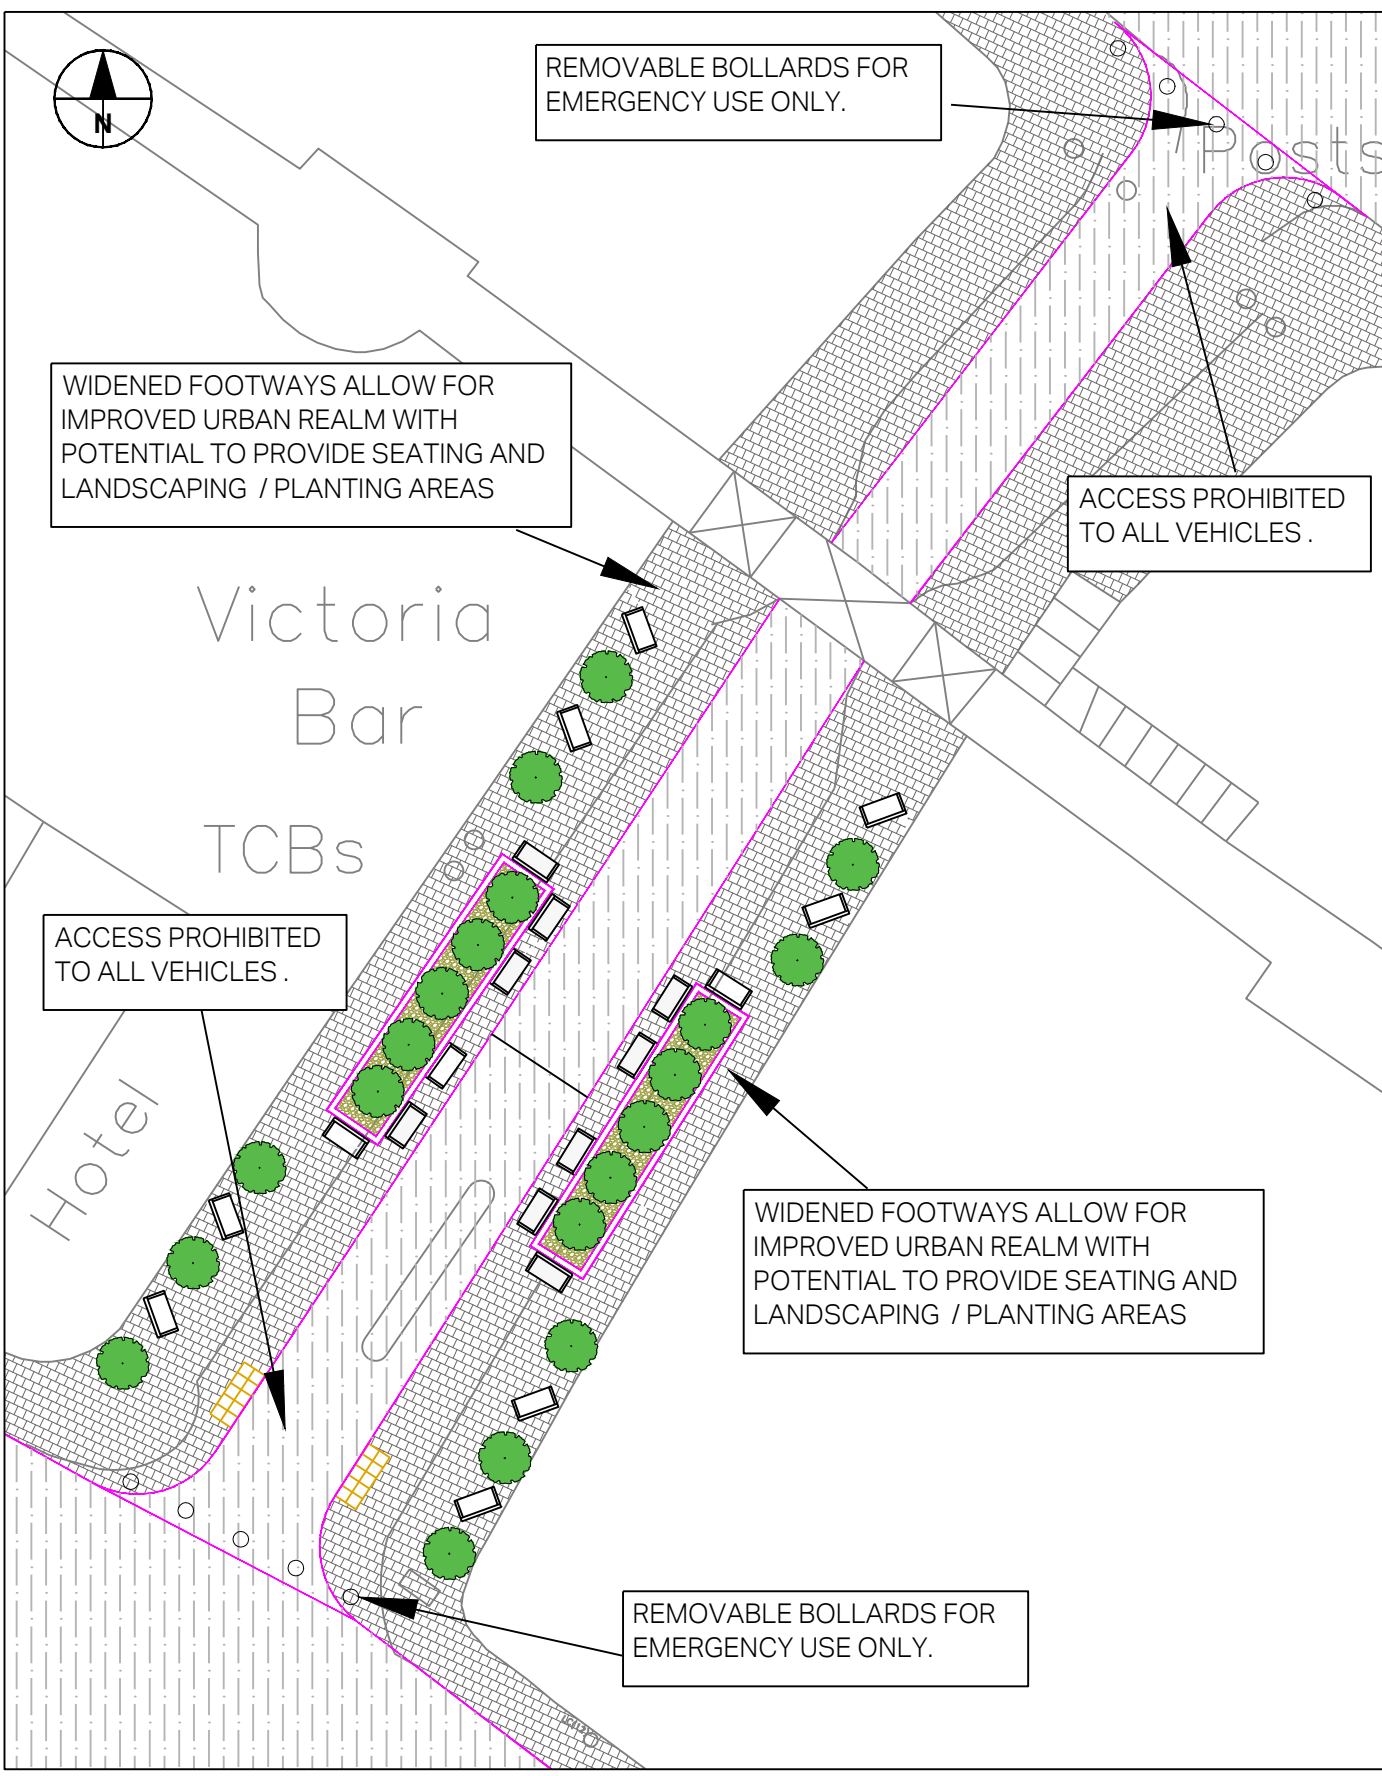 N
REMOVABLE BOLLARDS FOR
EMERGENCY USE ONLY.
Posts
WIDENED FOOTWAYS ALLOW FOR
IMPROVED URBAN REALM WITH
POTENTIAL TO PROVIDE SEATING AND
LANDSCAPING / PLANTING AREAS
ACCESS PROHIBITED
TO ALL VEHICLES .
Victoria
Bar
TCBs
ACCESS PROHIBITED
TO ALL VEHICLES .
Hotel
WIDENED FOOTWAYS ALLOW FOR
IMPROVED URBAN REALM WITH
POTENTIAL TO PROVIDE SEATING AND
LANDSCAPING / PLANTING AREAS
REMOVABLE BOLLARDS FOR
EMERGENCY USE ONLY.